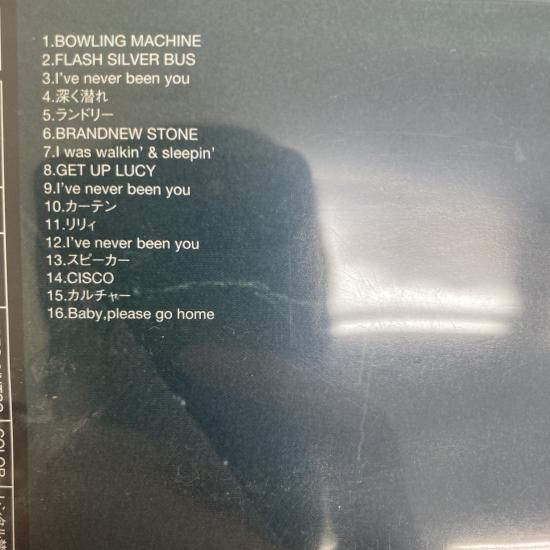 1.BOWLING MACHINE
2.FLASH SILVER BUS
3.I've never been you
4.深く潜れ
5.ランドリー
6.BRANDNEW STONE
7.I was walkin' & sleepin'
8.GET UP LUCY
9.I've never been you
10.カーテン
11.リリィ
12.I've never been you
13.スピーカー
14.CISCO
15.カルチャー
16.Baby,please go home
COLOR